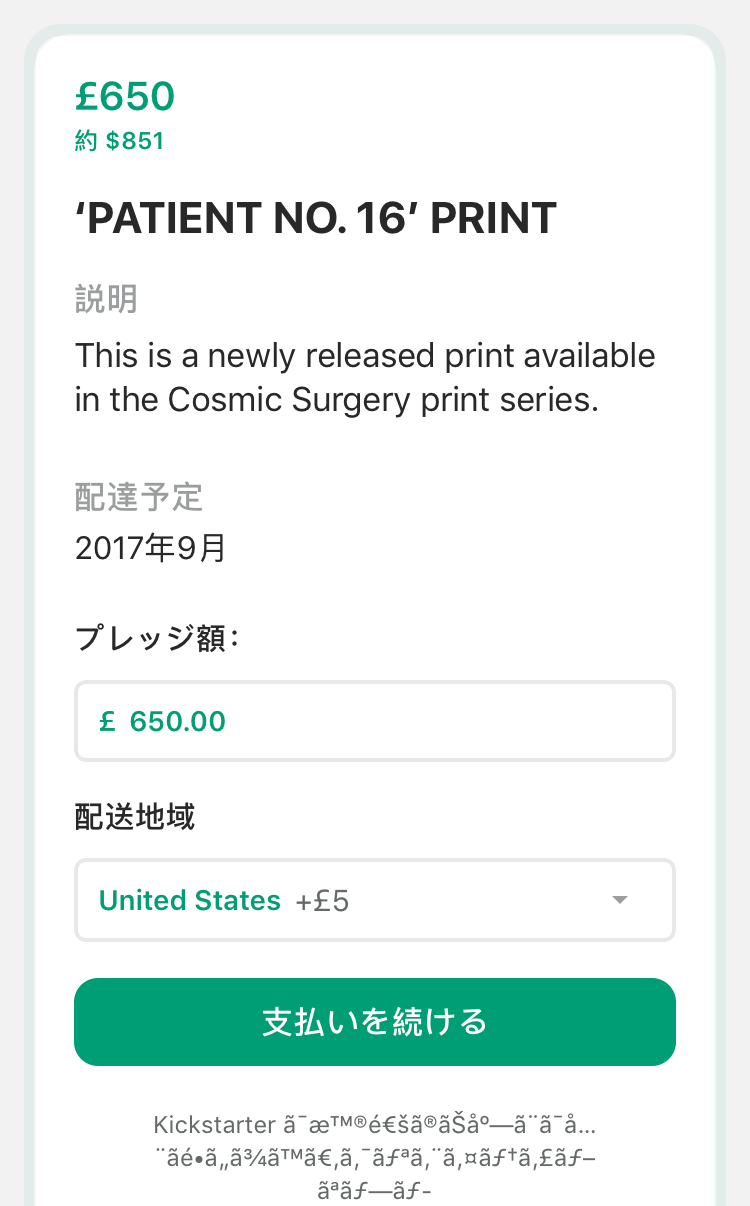 £650
約 $851
‘PATIENT NO. 16’ PRINT
説明
This is a newly released print available
in the Cosmic Surgery print series.
配達予定
2017年9月
プレッジ額：
£ 650.00
配送地域
United States +£5
支払いを続ける
Kickstarter ã¯æ™®é€šã®ãŠåº—ã¨ã¯å…
¨ãé•ã„ã¾ã™ã€‚ã‚¯ãƒªã‚¨ã‚¤ãƒ†ã‚£ãƒ–
ãªãƒ—ãƒ-